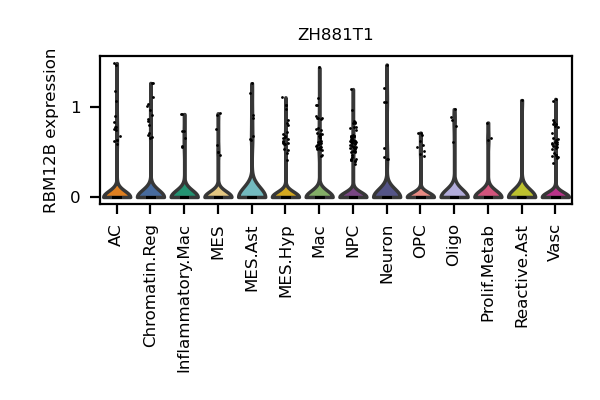 ZH881T1
RBM12B expression
1
0
AC
Chromatin.Reg
Inflammatory.Mac
MES
MES.Ast
MES.Hyp
Mac
NPC
Neuron
OPC
Oligo
Prolif.Metab
Reactive.Ast
Vasc